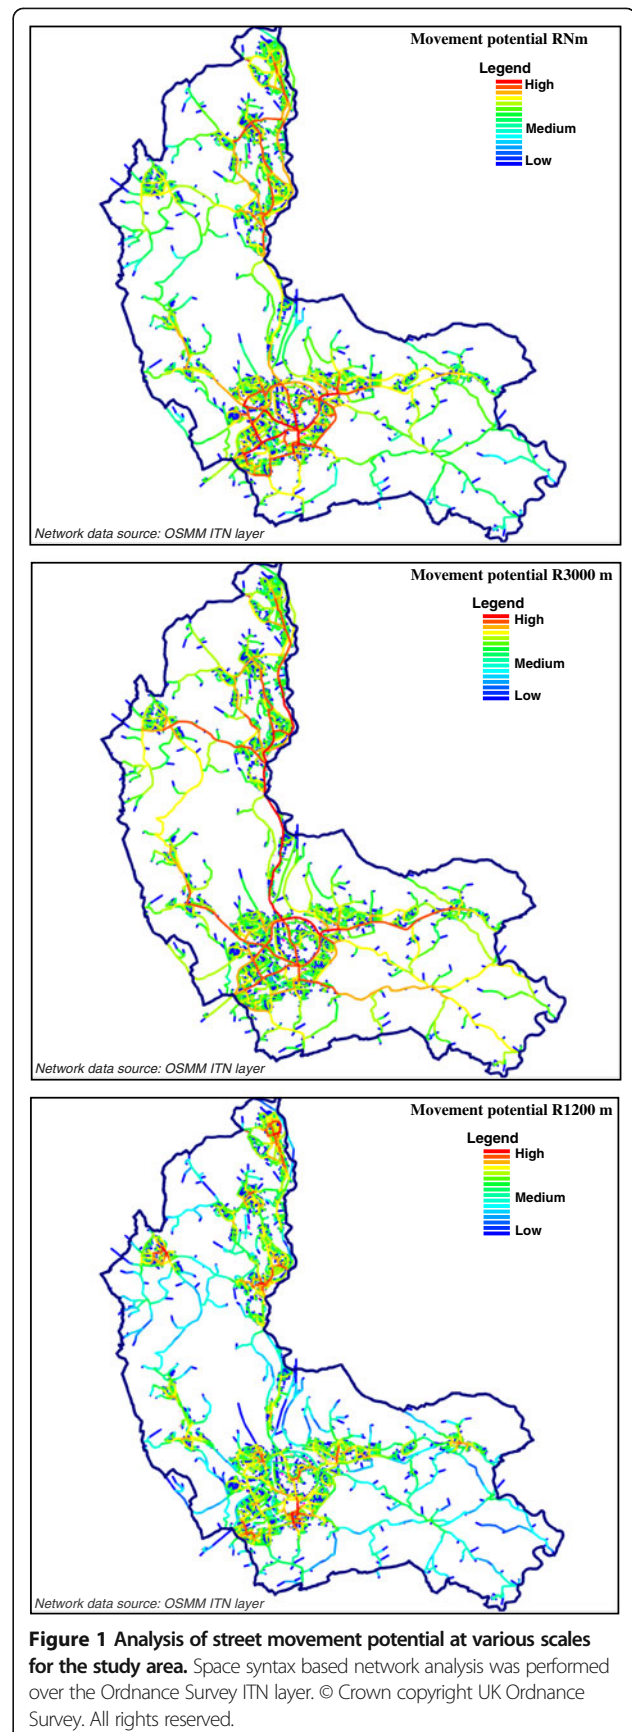 Movement potential RNm
Legend
High
Medium
Low
Network data source: OSMM ITN layer
Movement potential R3000 m
Legend
High
Medium
Low
Network data source: OSMM ITN layer
Movement potential R1200 m
Legend
High
Medium
Low
Network data source: OSMM ITN layer
Figure 1 Analysis of street movement potential at various scales
for the study area. Space syntax based network analysis was performed
over the Ordnance Survey ITN layer. © Crown copyright UK Ordnance
Survey. All rights reserved.